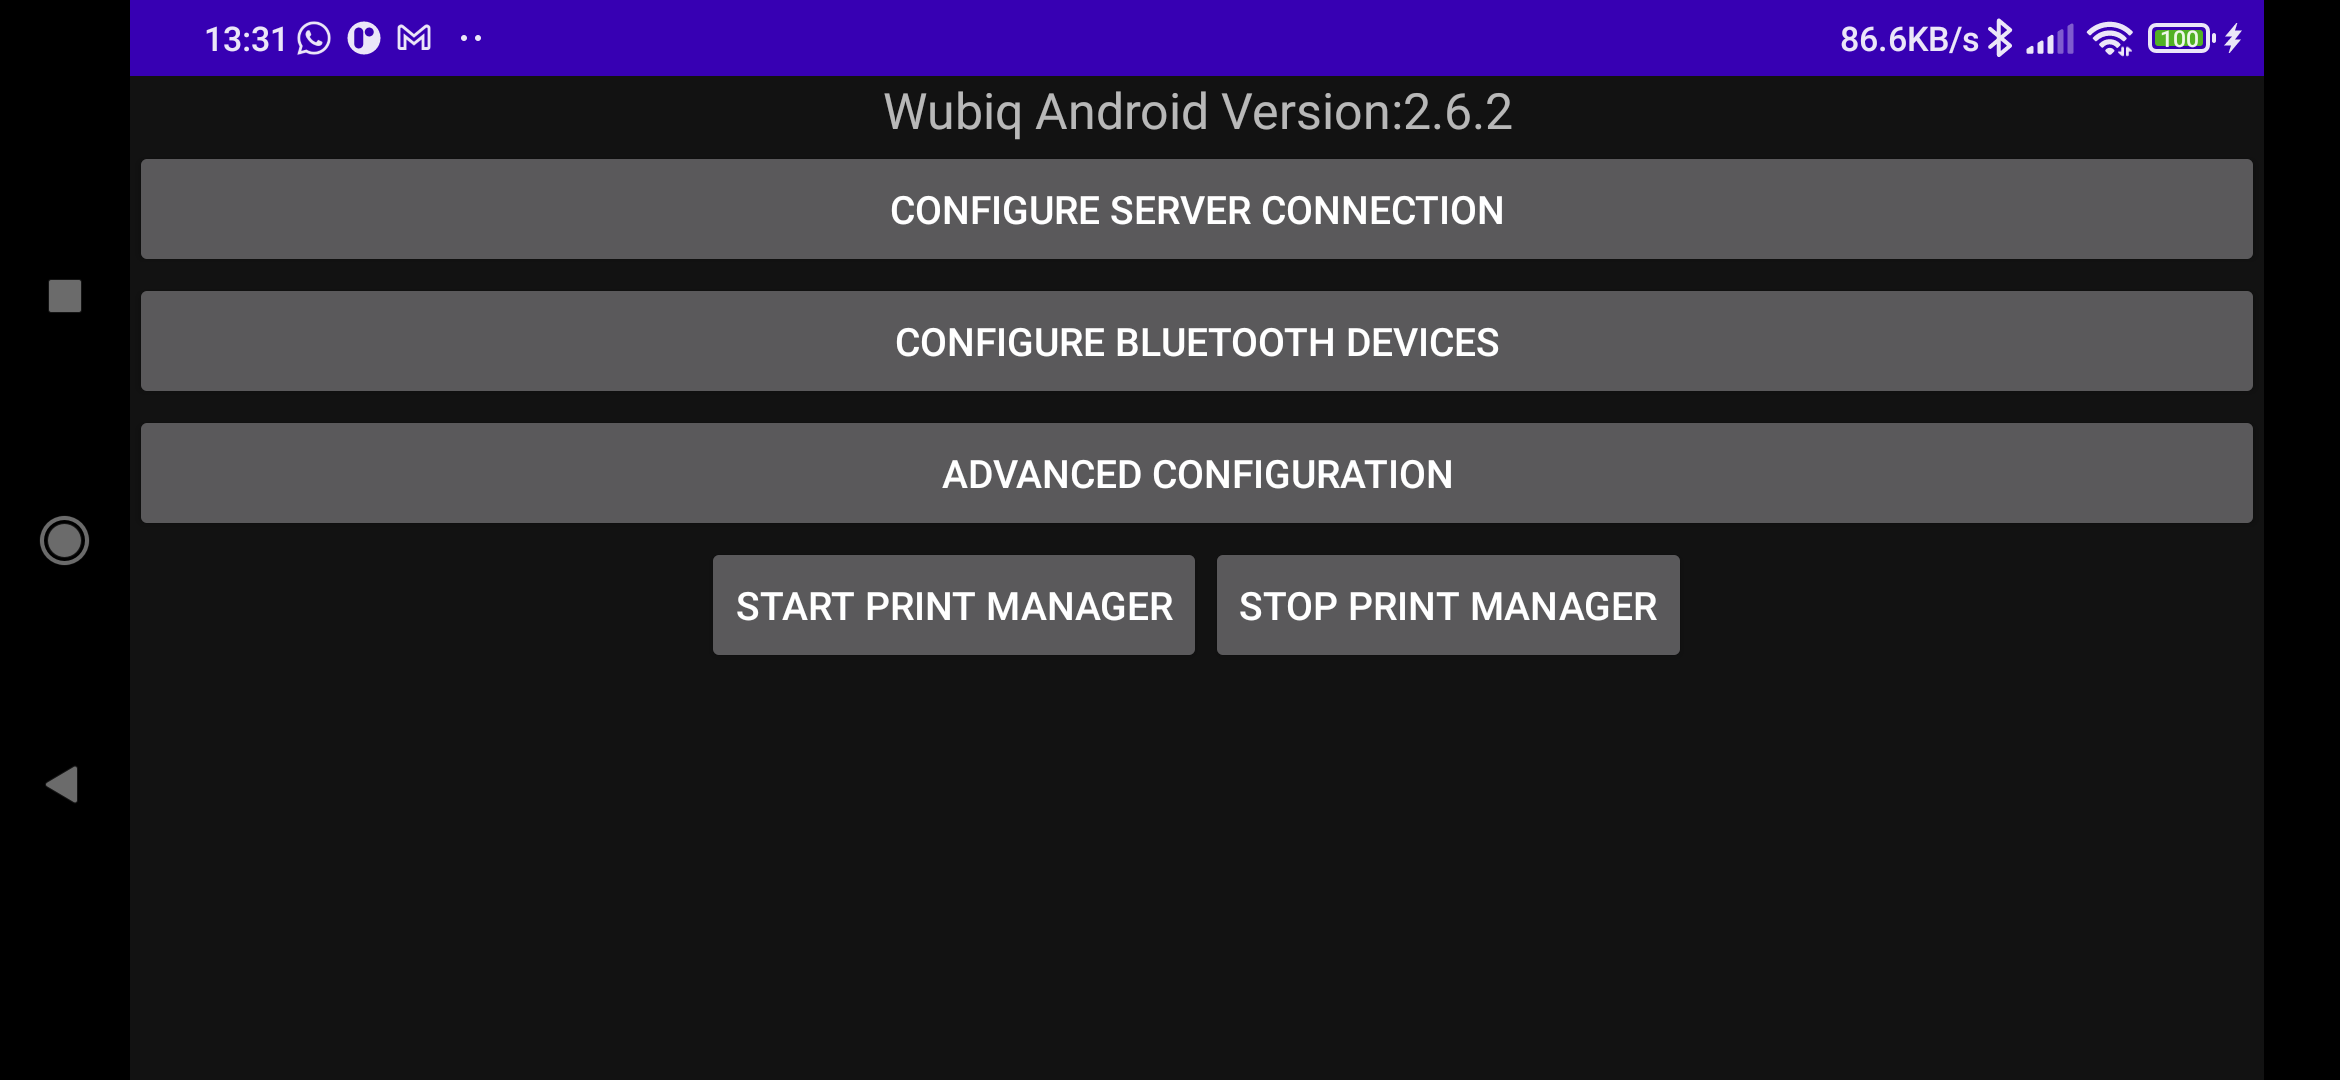 13:31 86.6KB/s 100
Wubiq Android Version:2.6.2
CONFIGURE SERVER CONNECTION
CONFIGURE BLUETOOTH DEVICES
ADVANCED CONFIGURATION
START PRINT MANAGER STOP PRINT MANAGER